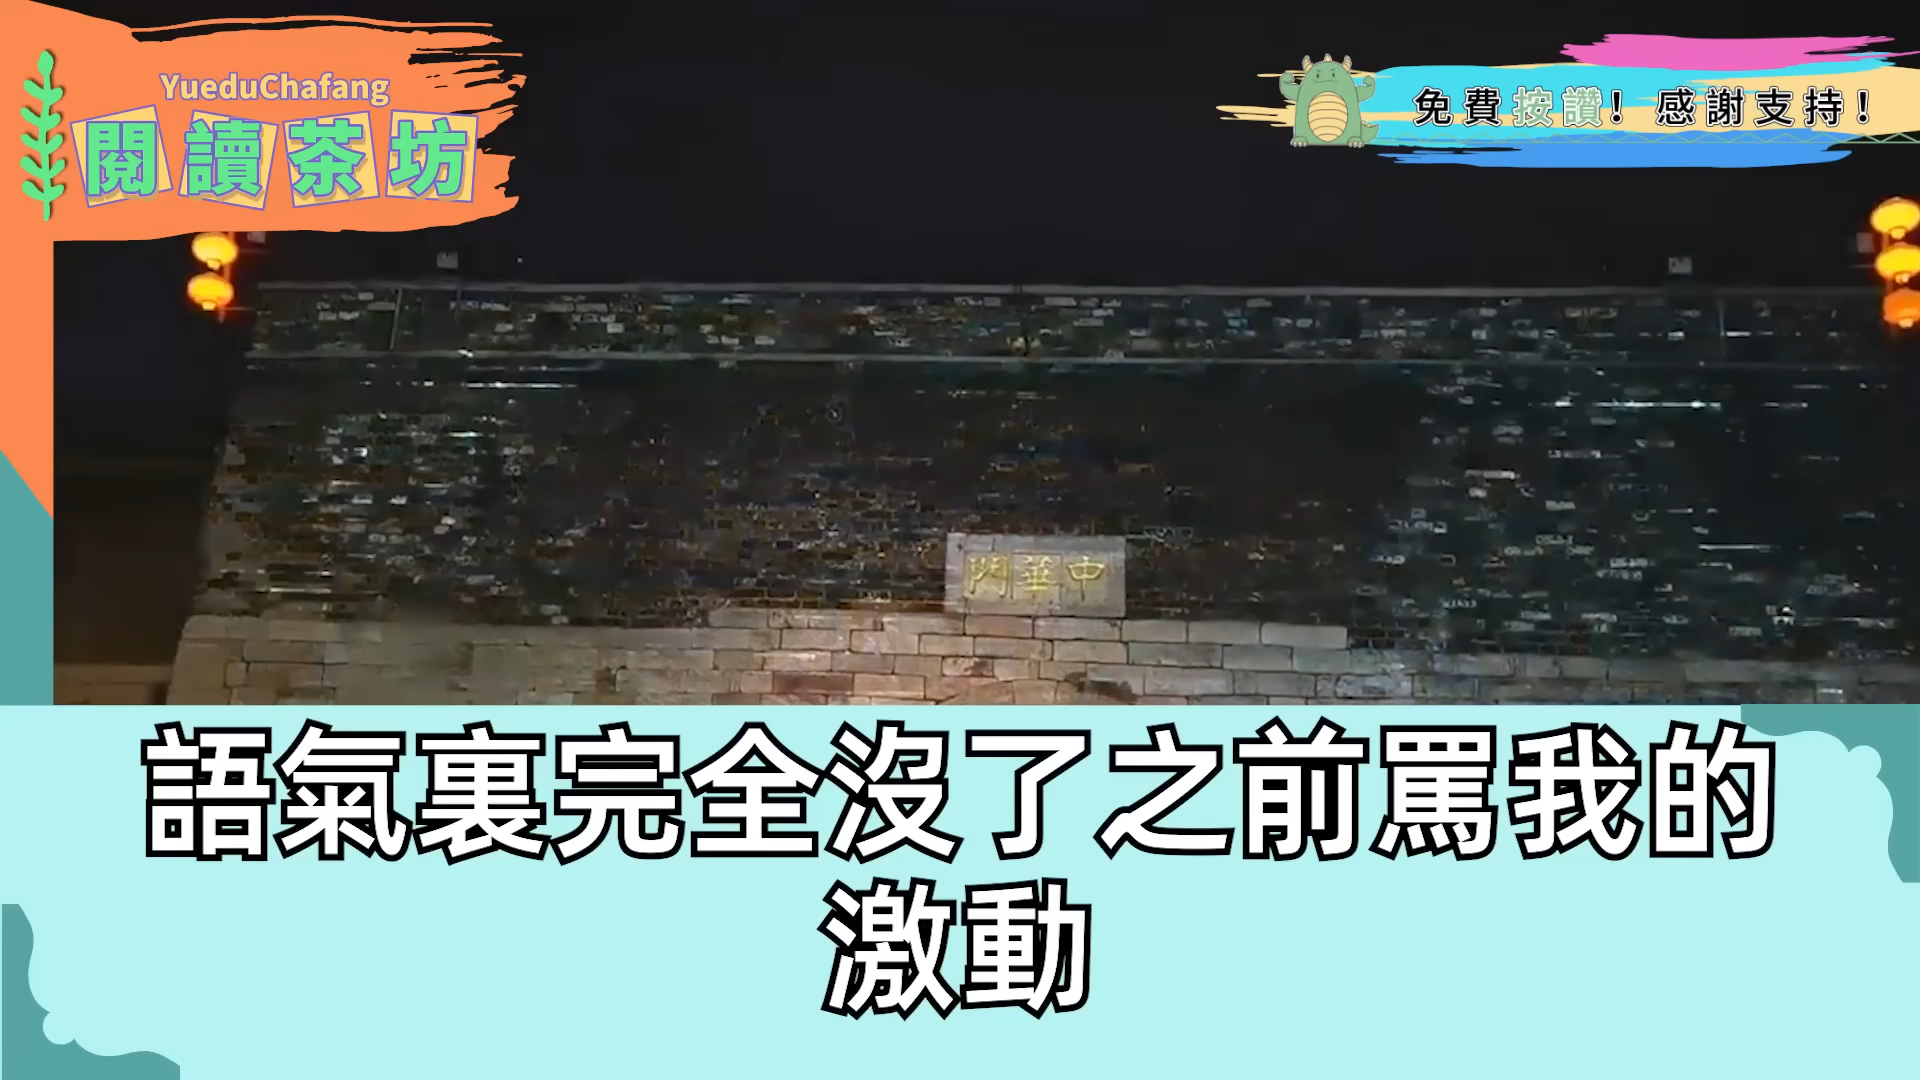 YueduChafang
閱讀茶坊
免費按讚！感謝支持！
門華中
語氣裏完全沒了之前罵我的
激動